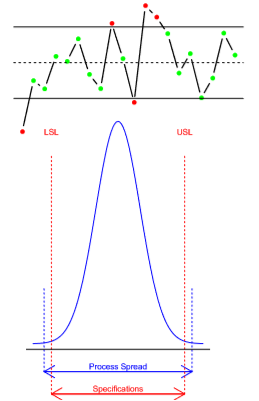 LSL USL
Process Spread
Specifications